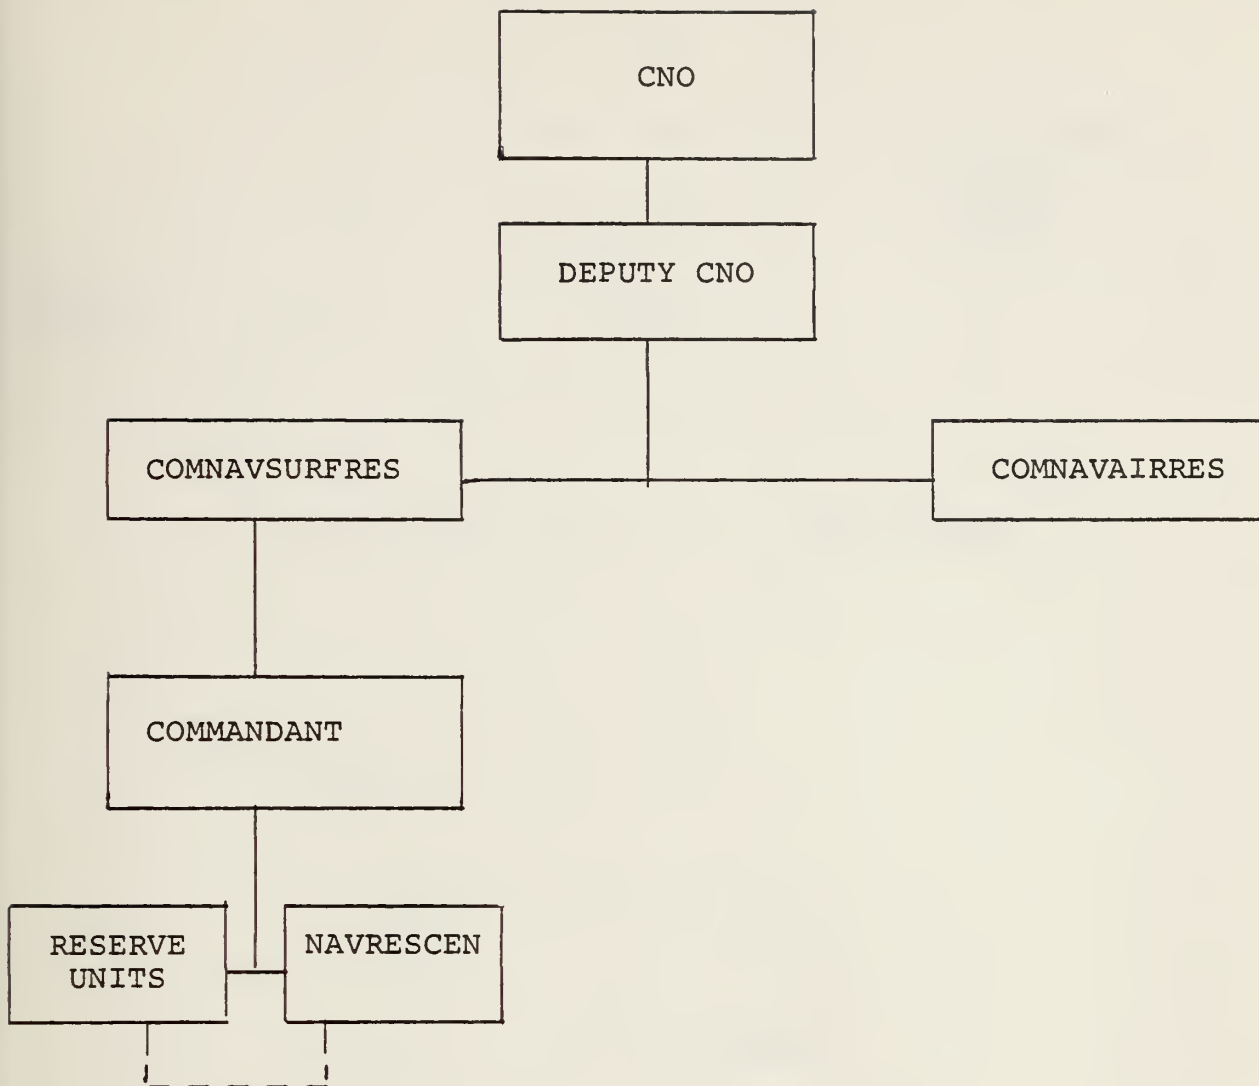 CNO
DEPUTY CNO
COMNAVSURFRES
COMNAVAIRRES
COMMANDANT
RESERVE
UNITS
NAVRESCEN